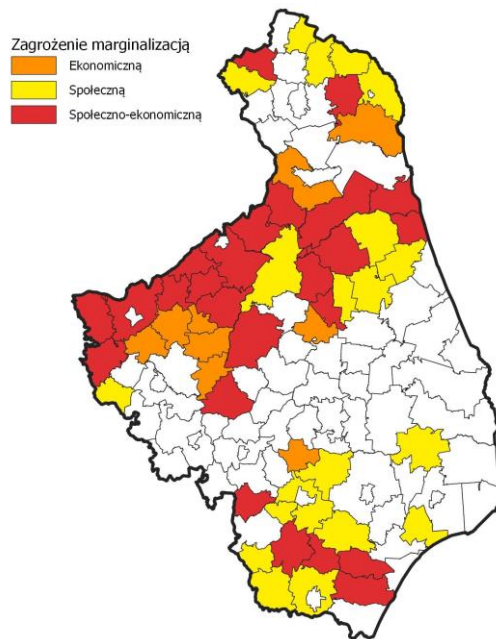 Zagrożenie marginalizacją
Ekonomiczną
Społeczną
Społeczno-ekonomiczną